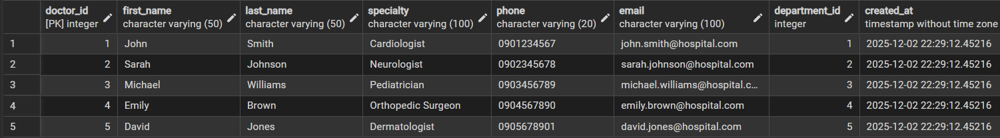 doctor_id first_name last_name specialty phone email department_id created_at
[PK] integer character varying (50) character varying (50) character varying (100) character varying (20) character varying (100) integer timestamp without time zone
1 1 John Smith Cardiologist 0901234567 john.smith@hospital.com 1 2025-12-02 22:29:12.45216
2 2 Sarah Johnson Neurologist 0902345678 sarah.johnson@hospital.com 2 2025-12-02 22:29:12.45216
3 3 Michael Williams Pediatrician 0903456789 michael.williams@hospital.c... 3 2025-12-02 22:29:12.45216
4 4 Emily Brown Orthopedic Surgeon 0904567890 emily.brown@hospital.com 4 2025-12-02 22:29:12.45216
5 5 David Jones Dermatologist 0905678901 david.jones@hospital.com 5 2025-12-02 22:29:12.45216